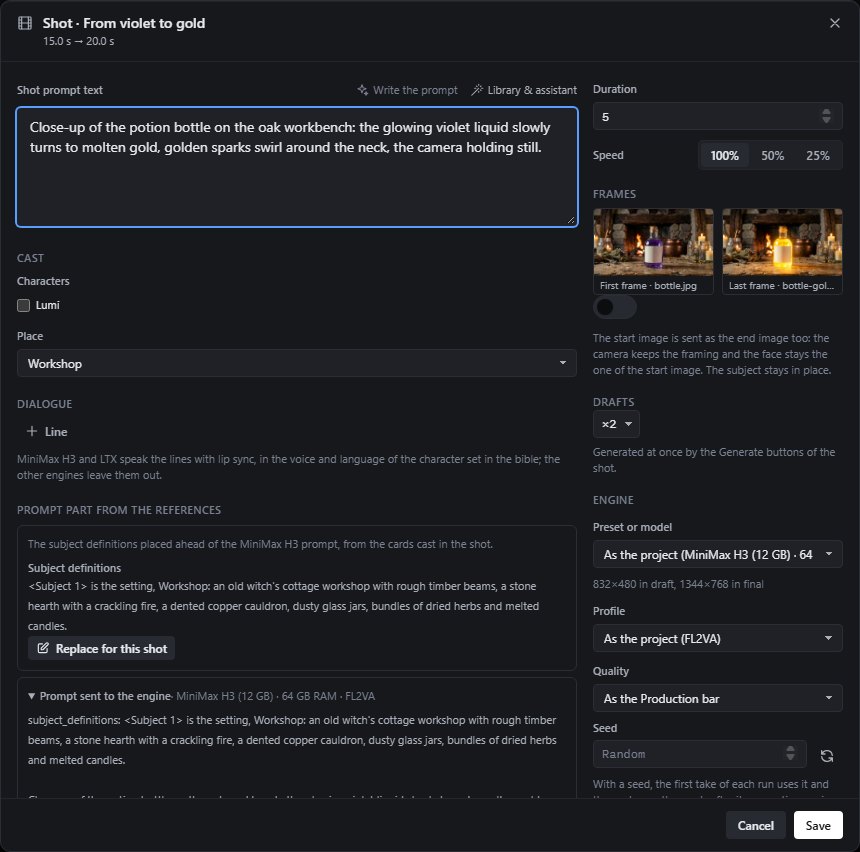 Shot · From violet to gold
15.0 s → 20.0 s
Shot prompt text
Write the prompt
Library & assistant
Close-up of the potion bottle on the oak workbench: the glowing violet liquid slowly
turns to molten gold, golden sparks swirl around the neck, the camera holding still.
CAST
Characters
Lumi
Place
Workshop
DIALOGUE
+ Line
MiniMax H3 and LTX speak the lines with lip sync, in the voice and language of the character set in the bible; the
other engines leave them out.
PROMPT PART FROM THE REFERENCES
The subject definitions placed ahead of the MiniMax H3 prompt, from the cards cast in the shot.
Subject definitions
<Subject 1> is the setting, Workshop: an old witch's cottage workshop with rough timber beams, a stone
hearth with a crackling fire, a dented copper cauldron, dusty glass jars, bundles of dried herbs and melted
candles.
Replace for this shot
▼ Prompt sent to the engine· MiniMax H3 (12 GB) · 64 GB RAM · FL2VA
subject_definitions: <Subject 1> is the setting, Workshop: an old witch's cottage workshop with rough timber
beams, a stone hearth with a crackling fire, a dented copper cauldron, dusty glass jars, bundles of dried herbs
and melted candles.
Duration
5
Speed
100%
50%
25%
FRAMES
First frame · bottle.jpg
Last frame · bottle-gol...
The start image is sent as the end image too: the
camera keeps the framing and the face stays the
one of the start image. The subject stays in place.
DRAFTS
×2
Generated at once by the Generate buttons of the
shot.
ENGINE
Preset or model
As the project (MiniMax H3 (12 GB) · 64
832×480 in draft, 1344×768 in final
Profile
As the project (FL2VA)
Quality
As the Production bar
Seed
Random
With a seed, the first take of each run uses it and
Cancel
Save